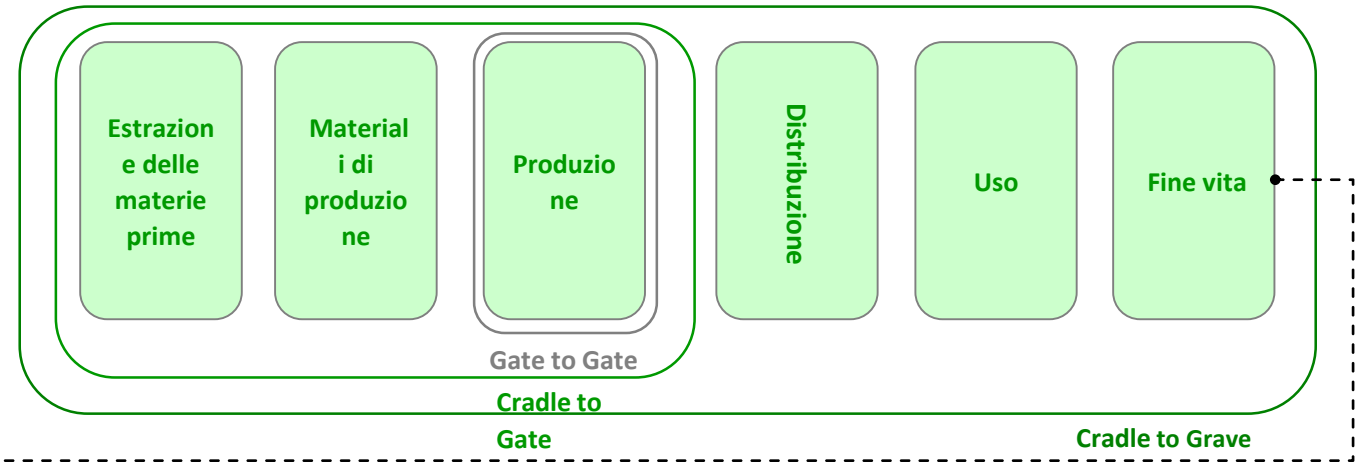 Estrazion
e delle
materie
prime
Material
i di
produzio
ne
Produzio
ne
Distribuzione
Uso
Fine vita
Gate to Gate
Cradle to
Gate
Cradle to Grave